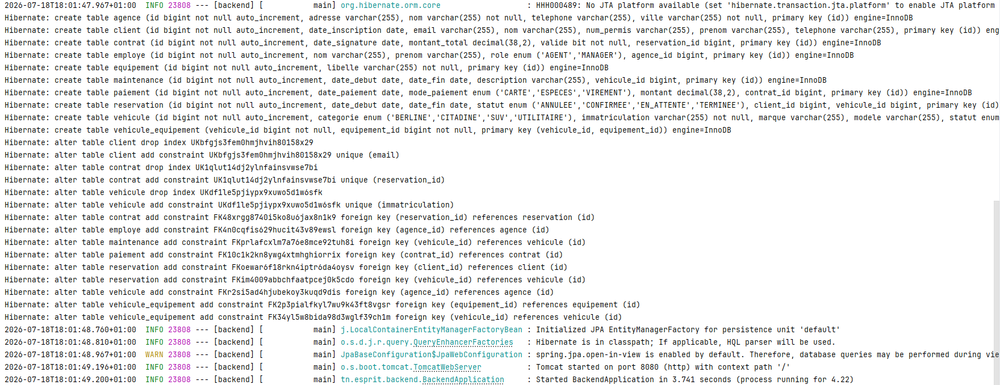 2026-07-18T18:01:47.967+01:00  INFO 23808 --- [backend] [           main] org.hibernate.orm.core                   : HHH000489: No JTA platform available (set 'hibernate.transaction.jta.platform' to enable JTA platform
Hibernate: create table agence (id bigint not null auto_increment, adresse varchar(255), nom varchar(255) not null, telephone varchar(255), ville varchar(255) not null, primary key (id)) engine=InnoDB
Hibernate: create table client (id bigint not null auto_increment, date_inscription date, email varchar(255), nom varchar(255), num_permis varchar(255), prenom varchar(255), telephone varchar(255), primary key (id)) eng
Hibernate: create table contrat (id bigint not null auto_increment, date_signature date, montant_total decimal(38,2), valide bit not null, reservation_id bigint, primary key (id)) engine=InnoDB
Hibernate: create table employe (id bigint not null auto_increment, nom varchar(255), prenom varchar(255), role enum ('AGENT','MANAGER'), agence_id bigint, primary key (id)) engine=InnoDB
Hibernate: create table equipement (id bigint not null auto_increment, libelle varchar(255) not null, primary key (id)) engine=InnoDB
Hibernate: create table maintenance (id bigint not null auto_increment, date_debut date, date_fin date, description varchar(255), vehicule_id bigint, primary key (id)) engine=InnoDB
Hibernate: create table paiement (id bigint not null auto_increment, date_paiement date, mode_paiement enum ('CARTE','ESPECES','VIREMENT'), montant decimal(38,2), contrat_id bigint, primary key (id)) engine=InnoDB
Hibernate: create table reservation (id bigint not null auto_increment, date_debut date, date_fin date, statut enum ('ANNULEE','CONFIRMEE','EN_ATTENTE','TERMINEE'), client_id bigint, vehicule_id bigint, primary key (id)
Hibernate: create table vehicule (id bigint not null auto_increment, categorie enum ('BERLINE','CITADINE','SUV','UTILITAIRE'), immatriculation varchar(255) not null, marque varchar(255), modele varchar(255), statut enum
Hibernate: create table vehicule_equipement (vehicule_id bigint not null, equipement_id bigint not null, primary key (vehicule_id, equipement_id)) engine=InnoDB
Hibernate: alter table client drop index UKbfgjs3fem0hmjhvih80158x29
Hibernate: alter table client add constraint UKbfgjs3fem0hmjhvih80158x29 unique (email)
Hibernate: alter table contrat drop index UK1qlut14dj2ylnfainsvwse7bi
Hibernate: alter table contrat add constraint UK1qlut14dj2ylnfainsvwse7bi unique (reservation_id)
Hibernate: alter table vehicule drop index UKdf1le5pjiypx9xuwo5d1w6sfk
Hibernate: alter table vehicule add constraint UKdf1le5pjiypx9xuwo5d1w6sfk unique (immatriculation)
Hibernate: alter table contrat add constraint FK48xrgg8740i5ko8u6jax8n1k9 foreign key (reservation_id) references reservation (id)
Hibernate: alter table employe add constraint FK4n0cqfis629hucit43v89ewsl foreign key (agence_id) references agence (id)
Hibernate: alter table maintenance add constraint FKprlafcxlm7a76e8mce92tuh8i foreign key (vehicule_id) references vehicule (id)
Hibernate: alter table paiement add constraint FK10c1k2kn8ywg4xtmhghiorrix foreign key (contrat_id) references contrat (id)
Hibernate: alter table reservation add constraint FKoewar6f18rkn4iptr6da4oysv foreign key (client_id) references client (id)
Hibernate: alter table reservation add constraint FKim4009abbchfaatpcej0k5cdo foreign key (vehicule_id) references vehicule (id)
Hibernate: alter table vehicule add constraint FKr2si5ad4hjubekoy3kuqd9dis foreign key (agence_id) references agence (id)
Hibernate: alter table vehicule_equipement add constraint FK2p3pialfkyl7wu9k43ft8vgsr foreign key (equipement_id) references equipement (id)
Hibernate: alter table vehicule_equipement add constraint FK34yl5w8bida98d3wglf39ch1m foreign key (vehicule_id) references vehicule (id)
2026-07-18T18:01:48.760+01:00  INFO 23808 --- [backend] [           main] j.LocalContainerEntityManagerFactoryBean : Initialized JPA EntityManagerFactory for persistence unit 'default'
2026-07-18T18:01:48.810+01:00  INFO 23808 --- [backend] [           main] o.s.d.j.r.query.QueryEnhancerFactories   : Hibernate is in classpath; If applicable, HQL parser will be used.
2026-07-18T18:01:48.967+01:00  WARN 23808 --- [backend] [           main] JpaBaseConfiguration$JpaWebConfiguration : spring.jpa.open-in-view is enabled by default. Therefore, database queries may be performed during vie
2026-07-18T18:01:49.196+01:00  INFO 23808 --- [backend] [           main] o.s.boot.tomcat.TomcatWebServer          : Tomcat started on port 8080 (http) with context path '/'
2026-07-18T18:01:49.200+01:00  INFO 23808 --- [backend] [           main] tn.esprit.backend.BackendApplication     : Started BackendApplication in 3.741 seconds (process running for 4.22)